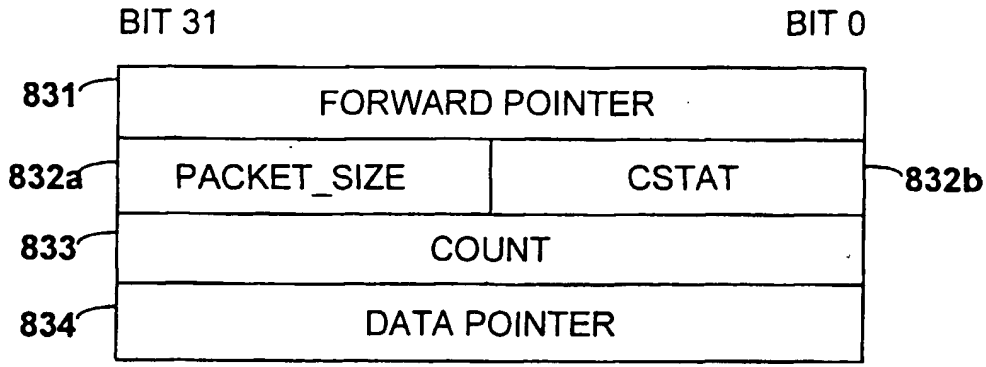 BIT 31 BIT 0
831 FORWARD POINTER
832a PACKET_SIZE CSTAT 832b
833 COUNT
834 DATA POINTER